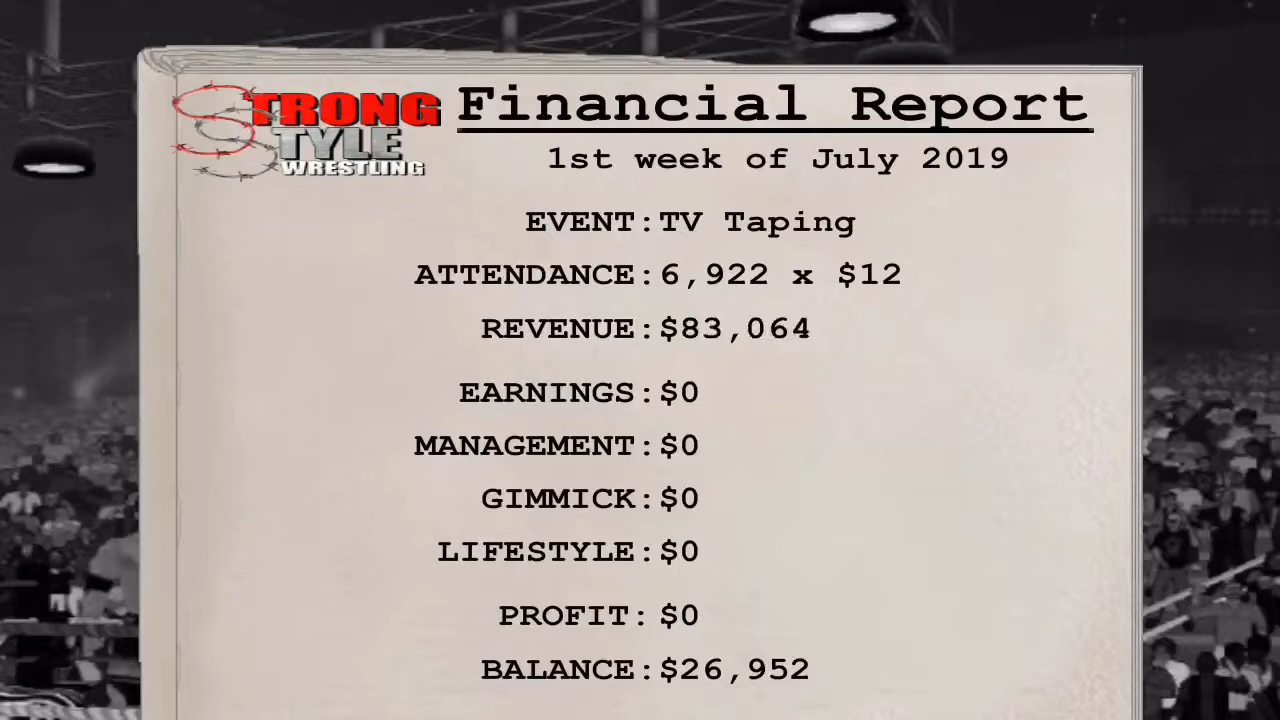 STRONG
STYLE
WRESTLING
Financial Report
1st week of July 2019
EVENT: TV Taping
ATTENDANCE: 6,922 x $12
REVENUE: $83,064
EARNINGS: $0
MANAGEMENT: $0
GIMMICK: $0
LIFESTYLE: $0
PROFIT: $0
BALANCE: $26,952